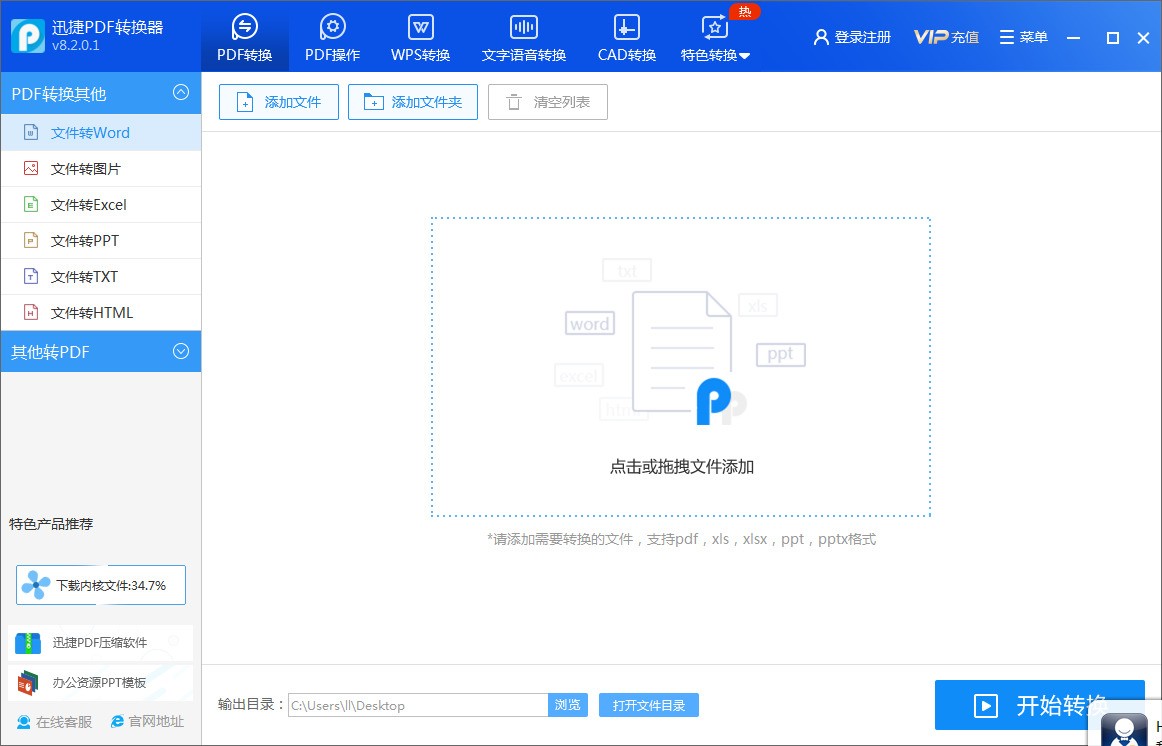 迅捷PDF转换器
v8.2.0.1
PDF转换
PDF操作
WPS转换
文字语音转换
CAD转换
特色转换
热
登录注册
VIP充值
菜单
PDF转换其他
文件转Word
文件转图片
文件转Excel
文件转PPT
文件转TXT
文件转HTML
其他转PDF
添加文件
添加文件夹
清空列表
txt
xls
word
ppt
excel
html
点击或拖拽文件添加
*请添加需要转换的文件，支持pdf，xls，xlsx，ppt，pptx格式
特色产品推荐
下载内核文件:34.7%
迅捷PDF压缩软件
办公资源PPT模板
在线客服
官网地址
输出目录：
C:\Users\ll\Desktop
浏览
打开文件目录
开始转换